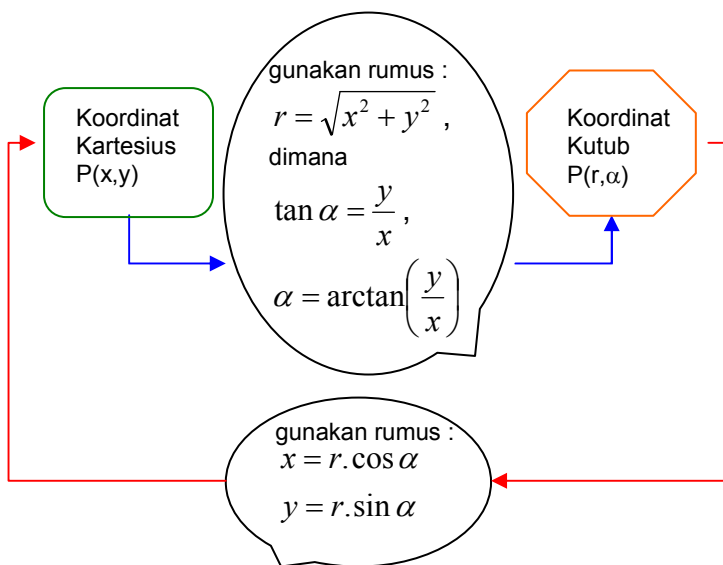 Koordinat
Kartesius
P(x,y)
gunakan rumus :
r = √(x² + y²) ,
dimana
tan α = y/x ,
α = arctan(y/x)
Koordinat
Kutub
P(r,α)
gunakan rumus :
x = r.cos α
y = r.sin α